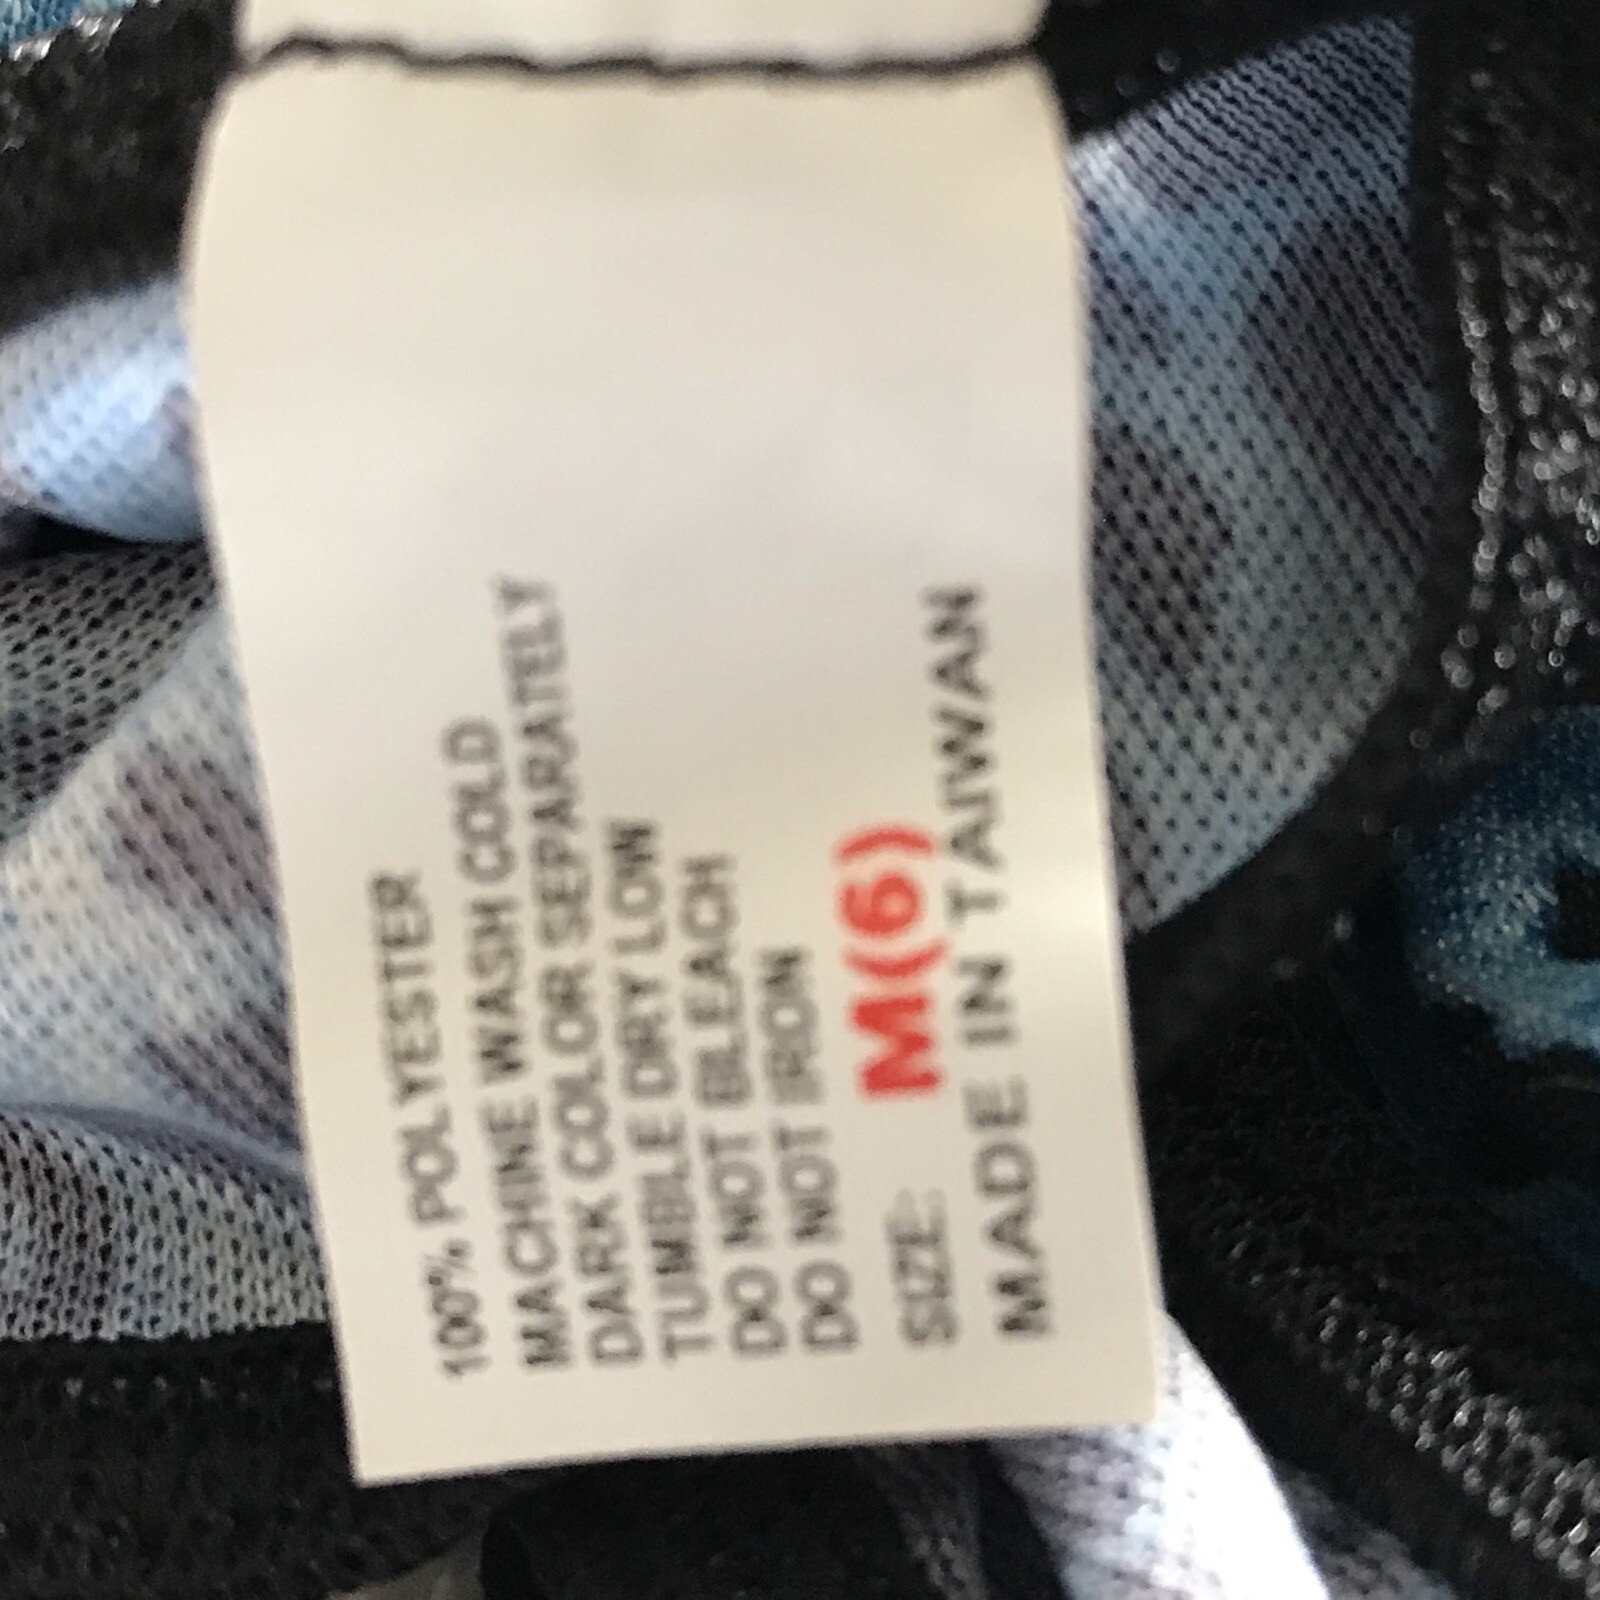 100% POLYESTER
MACHINE WASH COLD
DARK COLOR SEPARATELY
TUMBLE DRY LOW
DO NOT BLEACH
DO NOT IRON
SIZE: M(6)
MADE IN TAIWAN